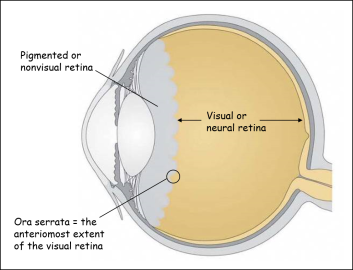 Pigmented or
nonvisual retina
Visual or
neural retina
Ora serrata = the
anteriomost extent
of the visual retina